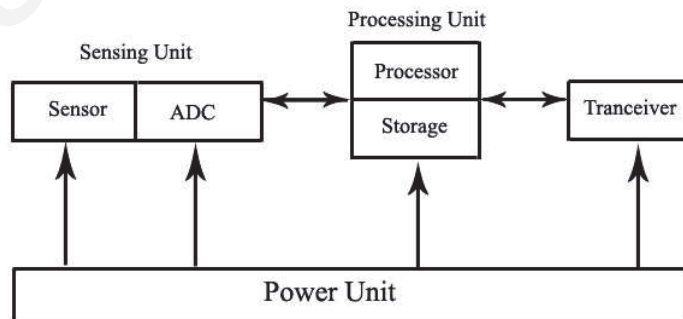 Processing Unit
Sensing Unit
Processor
Sensor
ADC
Storage
Tranceiver
Power Unit